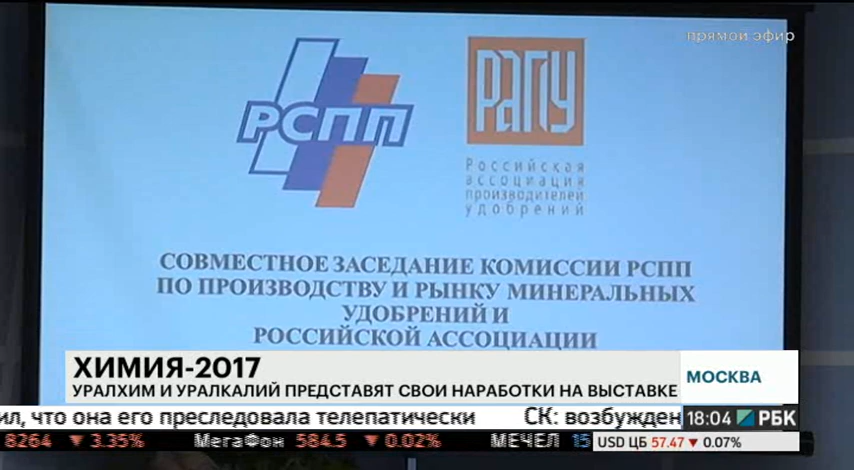 прямой эфир
РСПП
РАПУ
Российская
ассоциация
производителей
удобрений
СОВМЕСТНОЕ ЗАСЕДАНИЕ КОМИССИИ РСПП
ПО ПРОИЗВОДСТВУ И РЫНКУ МИНЕРАЛЬНЫХ
УДОБРЕНИЙ И
РОССИЙСКОЙ АССОЦИАЦИИ
ХИМИЯ-2017
УРАЛХИМ И УРАЛКАЛИЙ ПРЕДСТАВЯТ СВОИ НАРАБОТКИ НА ВЫСТАВКЕ
МОСКВА
ил, что она его преследовала телепатически СК: возбужден
18:04 РБК
8264 ▼ 3.35% МегаФон 584.5 ▼ 0.02% МЕЧЕЛ 15
USD ЦБ 57.47 ▼ 0.07%